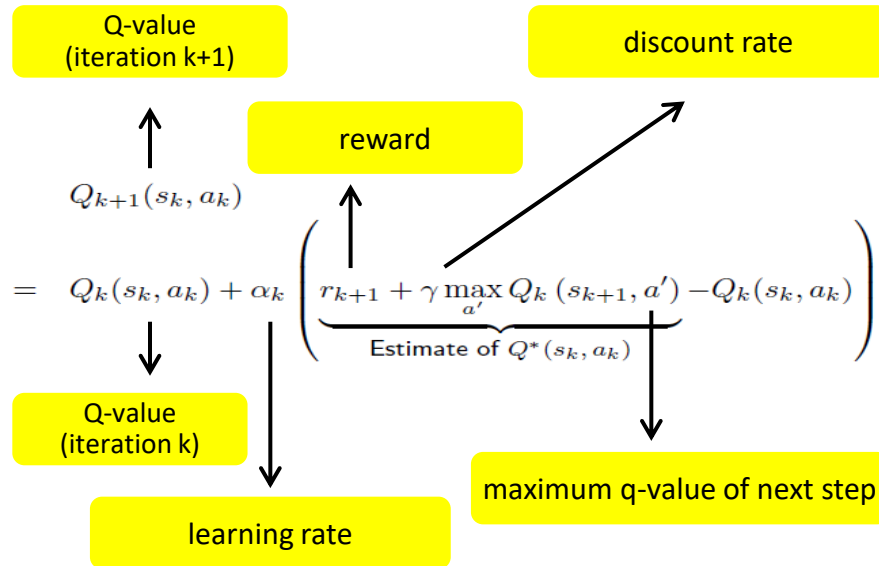 Q-value
(iteration k+1)
discount rate
reward
Q_{k+1}(s_k, a_k)
= Q_k(s_k, a_k) + α_k ( r_{k+1} + γ max_{a'} Q_k (s_{k+1}, a') −Q_k(s_k, a_k) )
Estimate of Q*(s_k, a_k)
Q-value
(iteration k)
maximum q-value of next step
learning rate